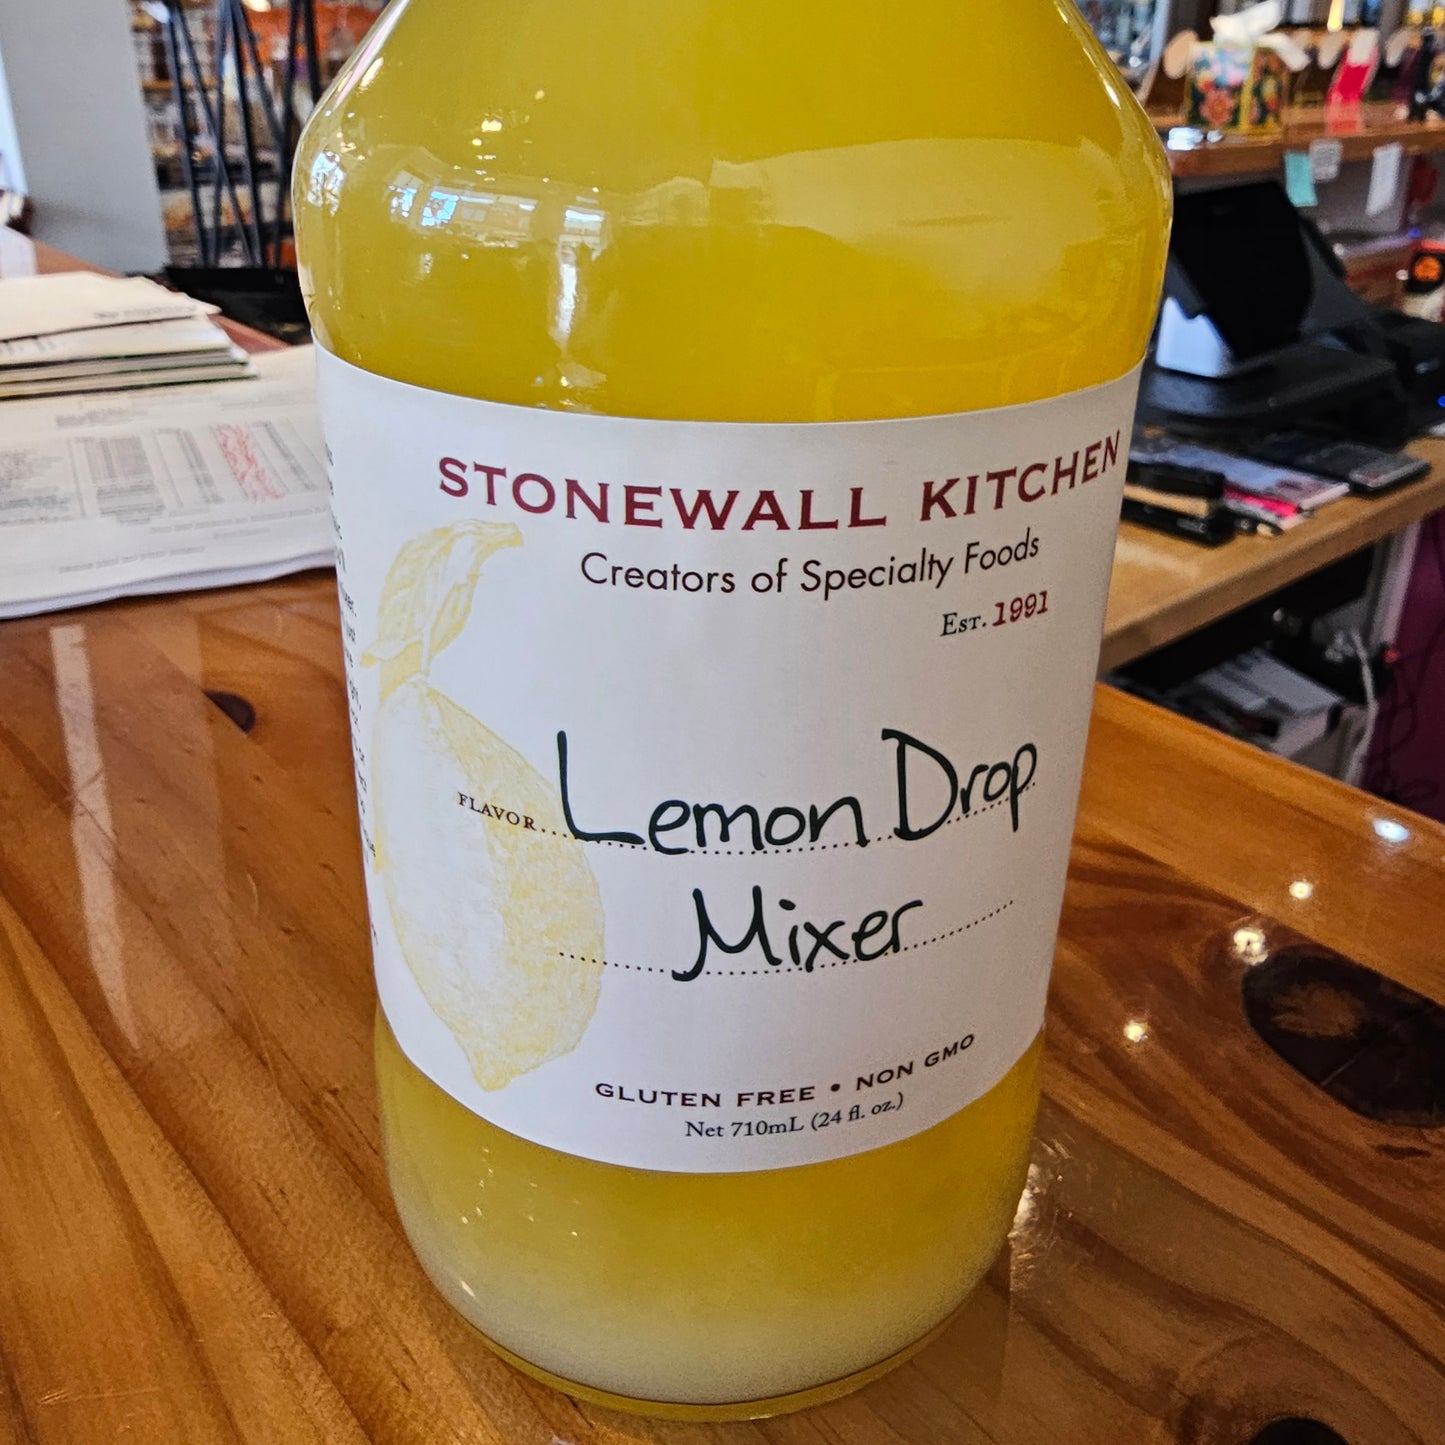 STONEWALL KITCHEN
Creators of Specialty Foods
EST. 1991
FLAVOR... Lemon Drop
Mixer
GLUTEN FREE • NON GMO
Net 710mL (24 fl. oz.)